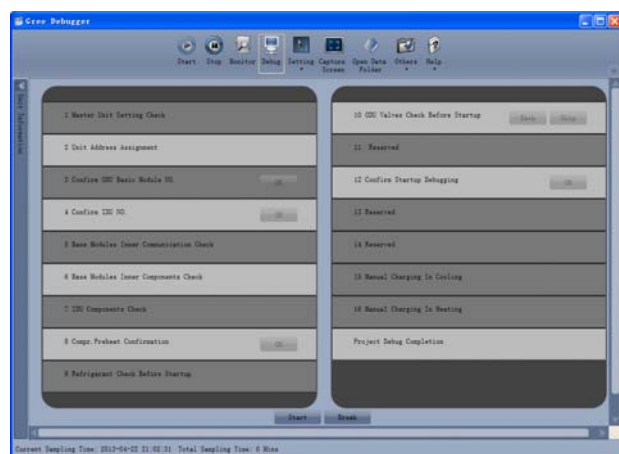 Gree Debugger
Start Stop Monitor Debug Setting Capture Screen Open Data Folder Others Help
Unit Information
1 Master Unit Setting Check
2 Unit Address Assignment
3 Confirm ODU Basic Module NO.
OK
4 Confirm IDU NO.
OK
5 Base Modules Inner Communication Check
6 Base Modules Inner Components Check
7 IDU Components Check
8 Compr.Preheat Confirmation
OK
9 Refrigerant Check Before Startup
10 ODU Valves Check Before Startup
Skip
11 Reserved
12 Confirm Startup Debugging
OK
13 Reserved
14 Reserved
15 Manual Charging In Cooling
16 Manual Charging In Heating
Project Debug Completion
Start Break
Current Sampling Time: 2013-04-22 21:02:31 Total Sampling Time: 6 Mins